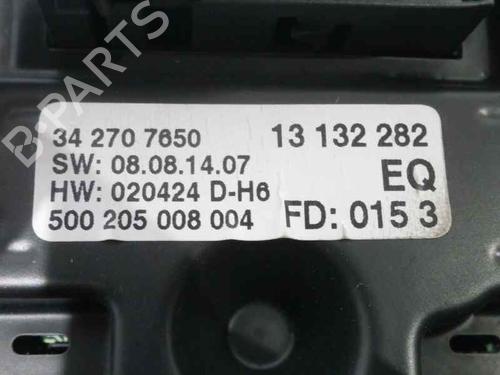 34 270 7650 13 132 282
SW: 08.08.14.07
HW: 020424 D-H6 EQ
500 205 008 004 FD: 015 3
B-PARTS